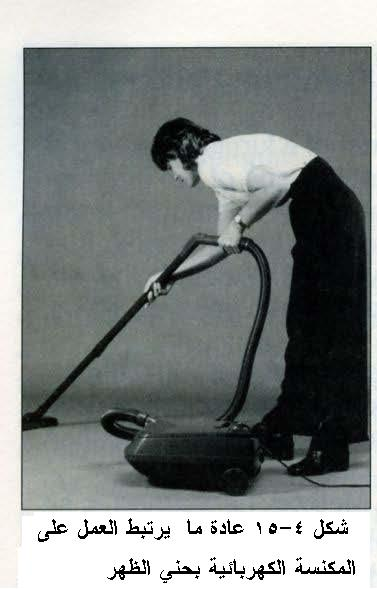 شكل ٤-١٥ عادة ما يرتبط العمل على
المكنسة الكهربائية بحني الظهر